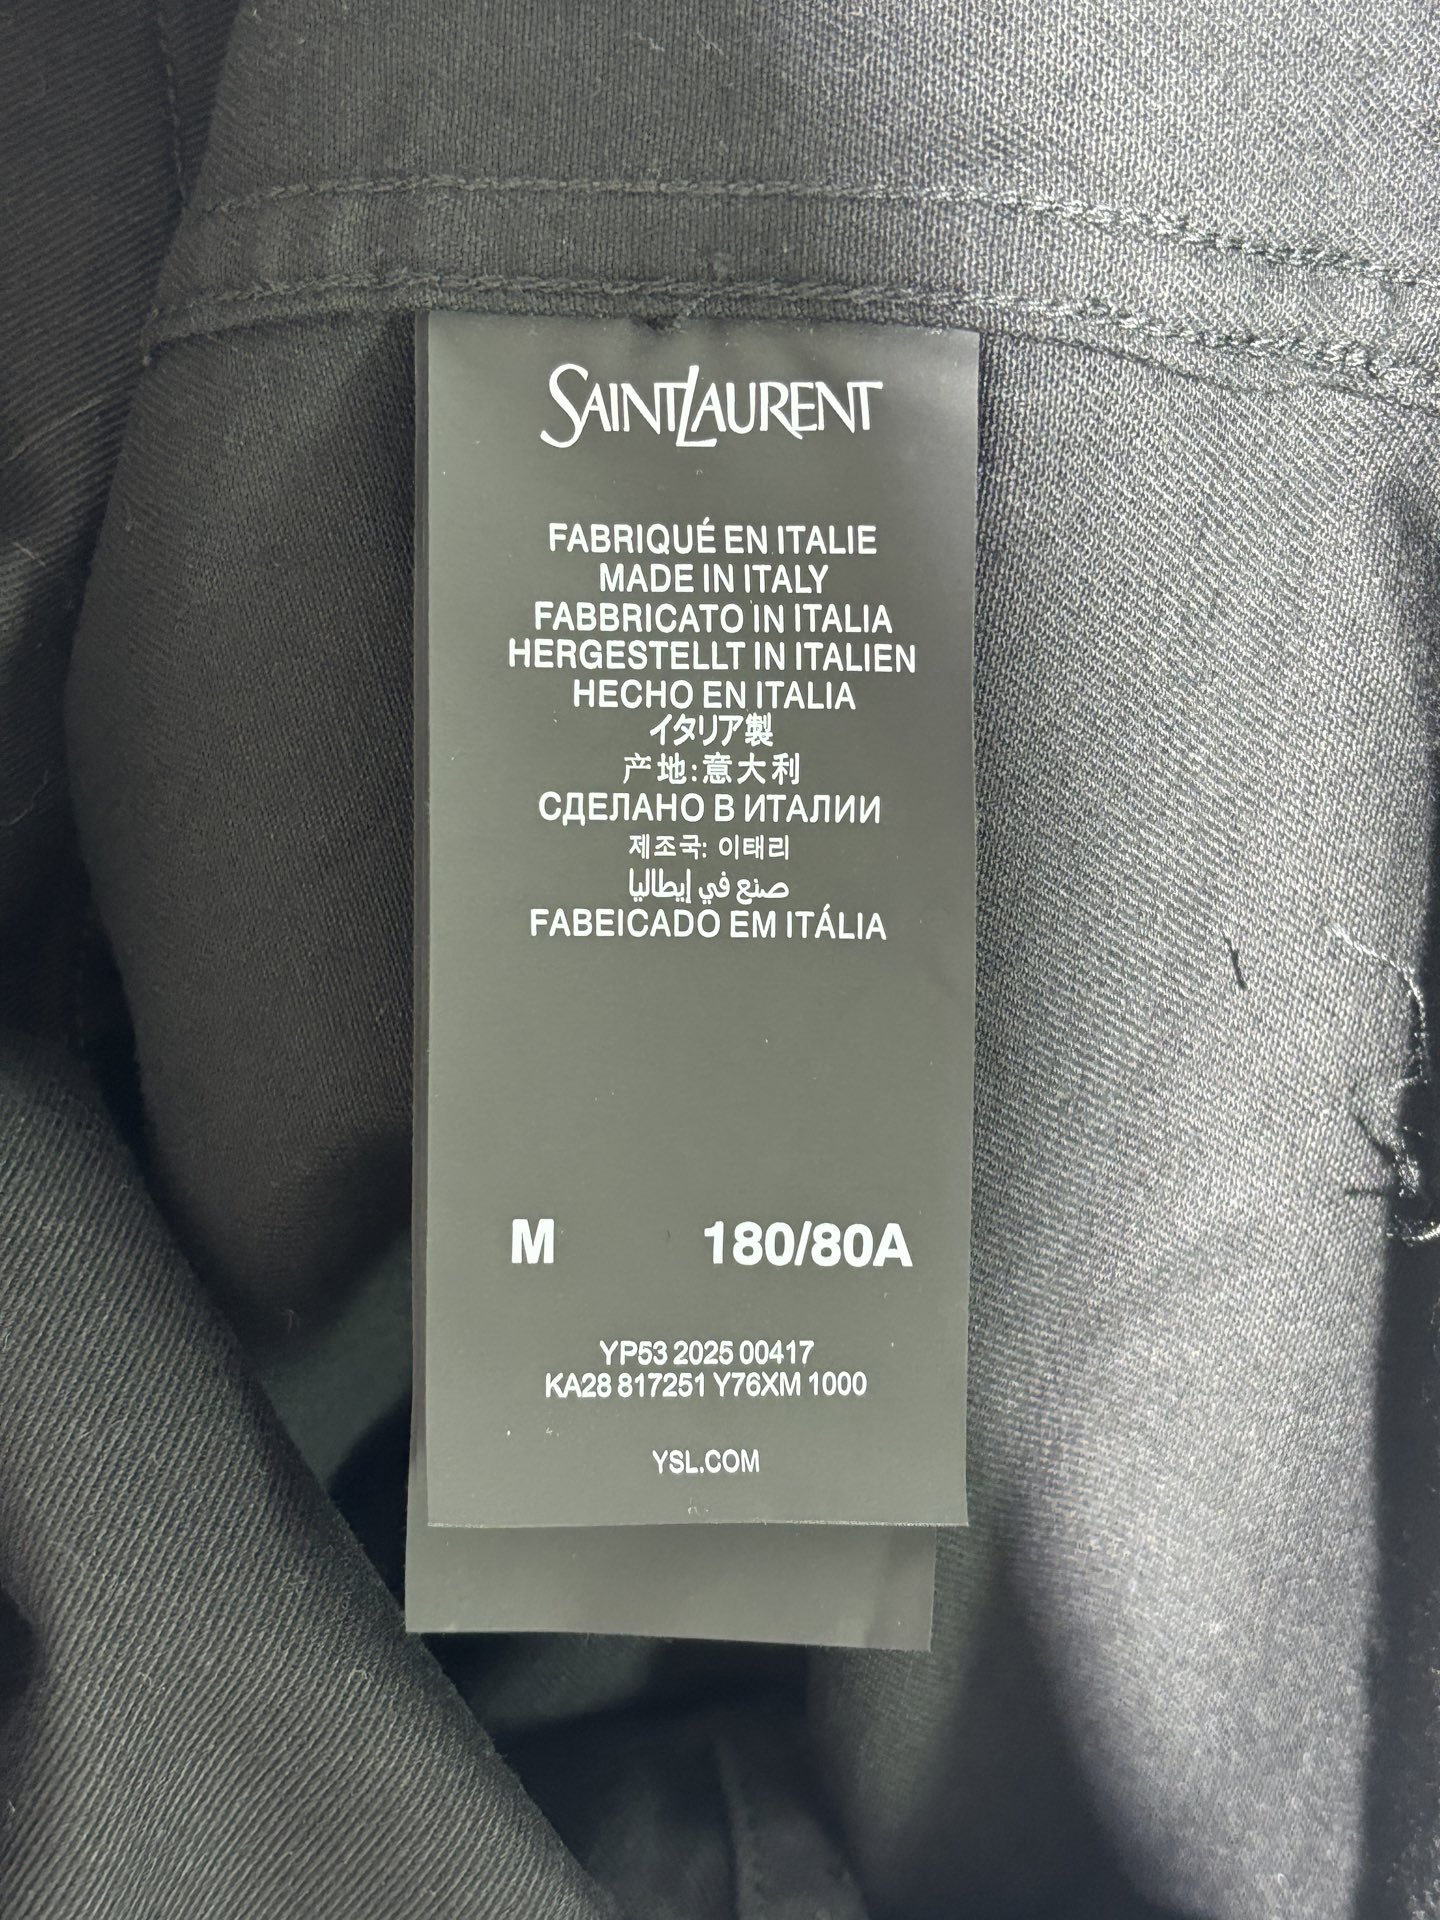 SAINT LAURENT
FABRIQUÉ EN ITALIE
MADE IN ITALY
FABBRICATO IN ITALIA
HERGESTELLT IN ITALIEN
HECHO EN ITALIA
イタリア製
产地:意大利
СДЕЛАНО В ИТАЛИИ
제조국: 이태리
صنع في إيطاليا
FABEICADO EM ITÁLIA
M 180/80A
YP53 2025 00417
KA28 817251 Y76XM 1000
YSL.COM